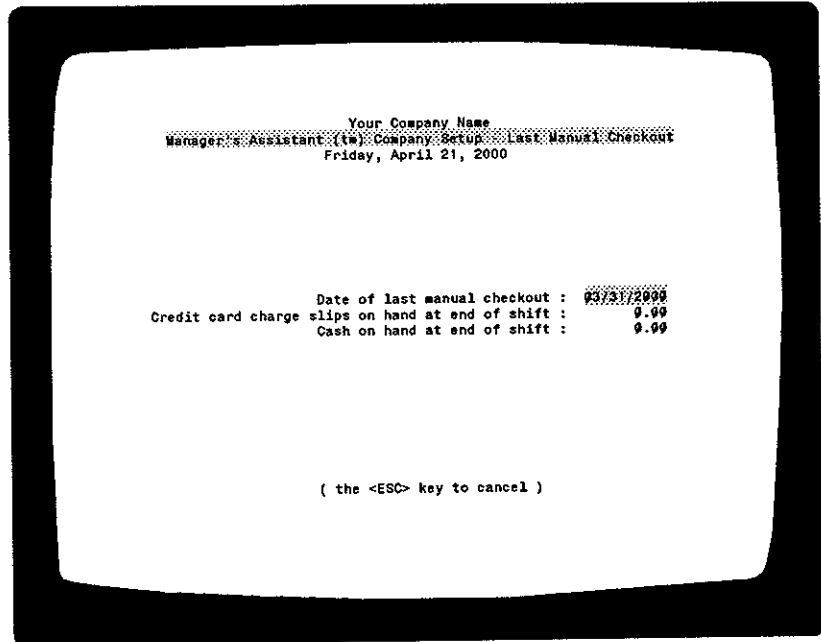 Your Company Name
Manager's Assistant (tm) Company Setup - Last Manual Checkout
Friday, April 21, 2000
Date of last manual checkout : 03/31/2000
Credit card charge slips on hand at end of shift : 0.00
Cash on hand at end of shift : 0.00
( the <ESC> key to cancel )